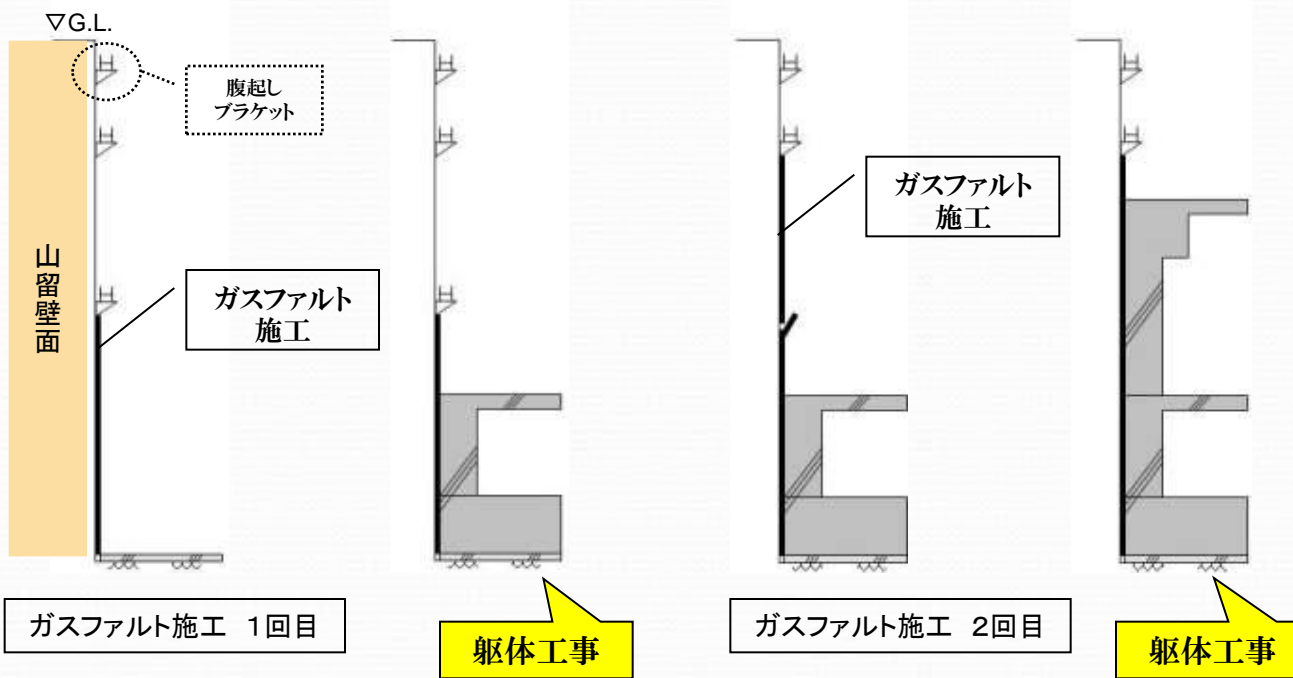 ▽G.L.
腹起し
ブラケット
山留壁面
ガスファルト
施工
ガスファルト
施工
ガスファルト施工 1回目
躯体工事
ガスファルト施工 2回目
躯体工事